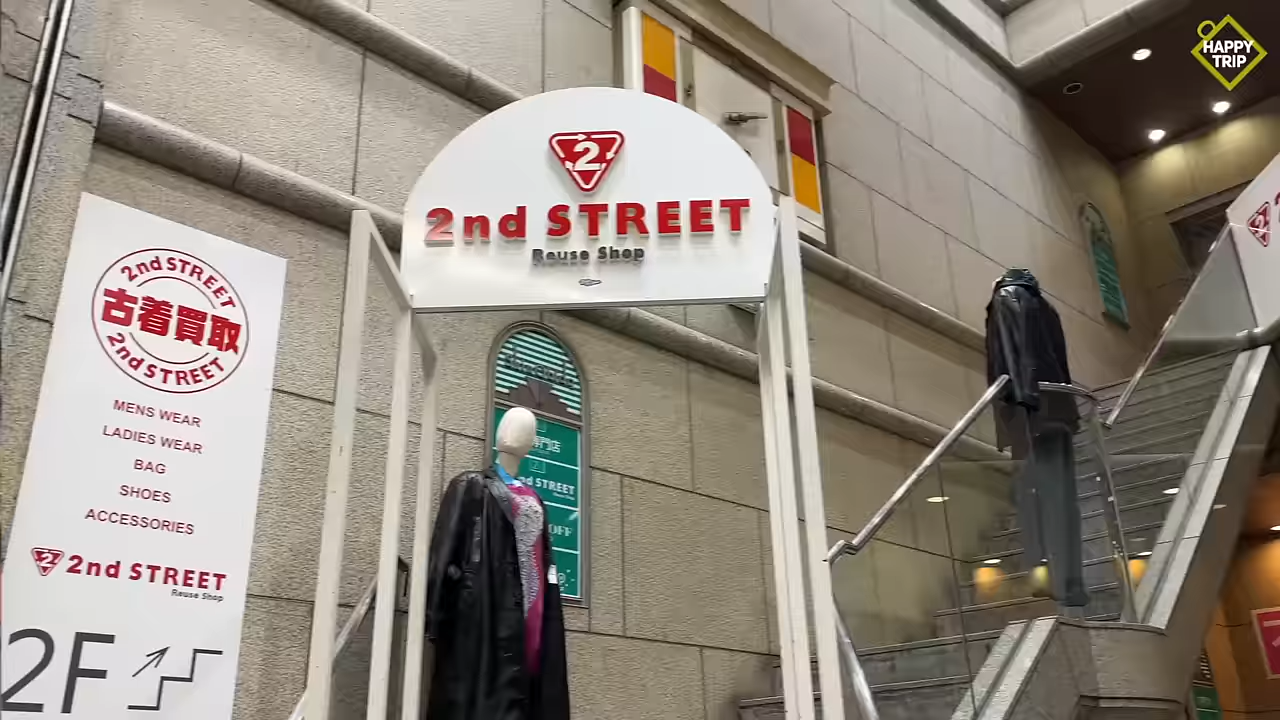 HAPPY
TRIP
2
2nd STREET
Reuse Shop
2nd STREET
古着買取
2nd STREET
MENS WEAR
LADIES WEAR
BAG
SHOES
ACCESSORIES
2
2nd STREET
Reuse Shop
2F
2nd STREET
OFF